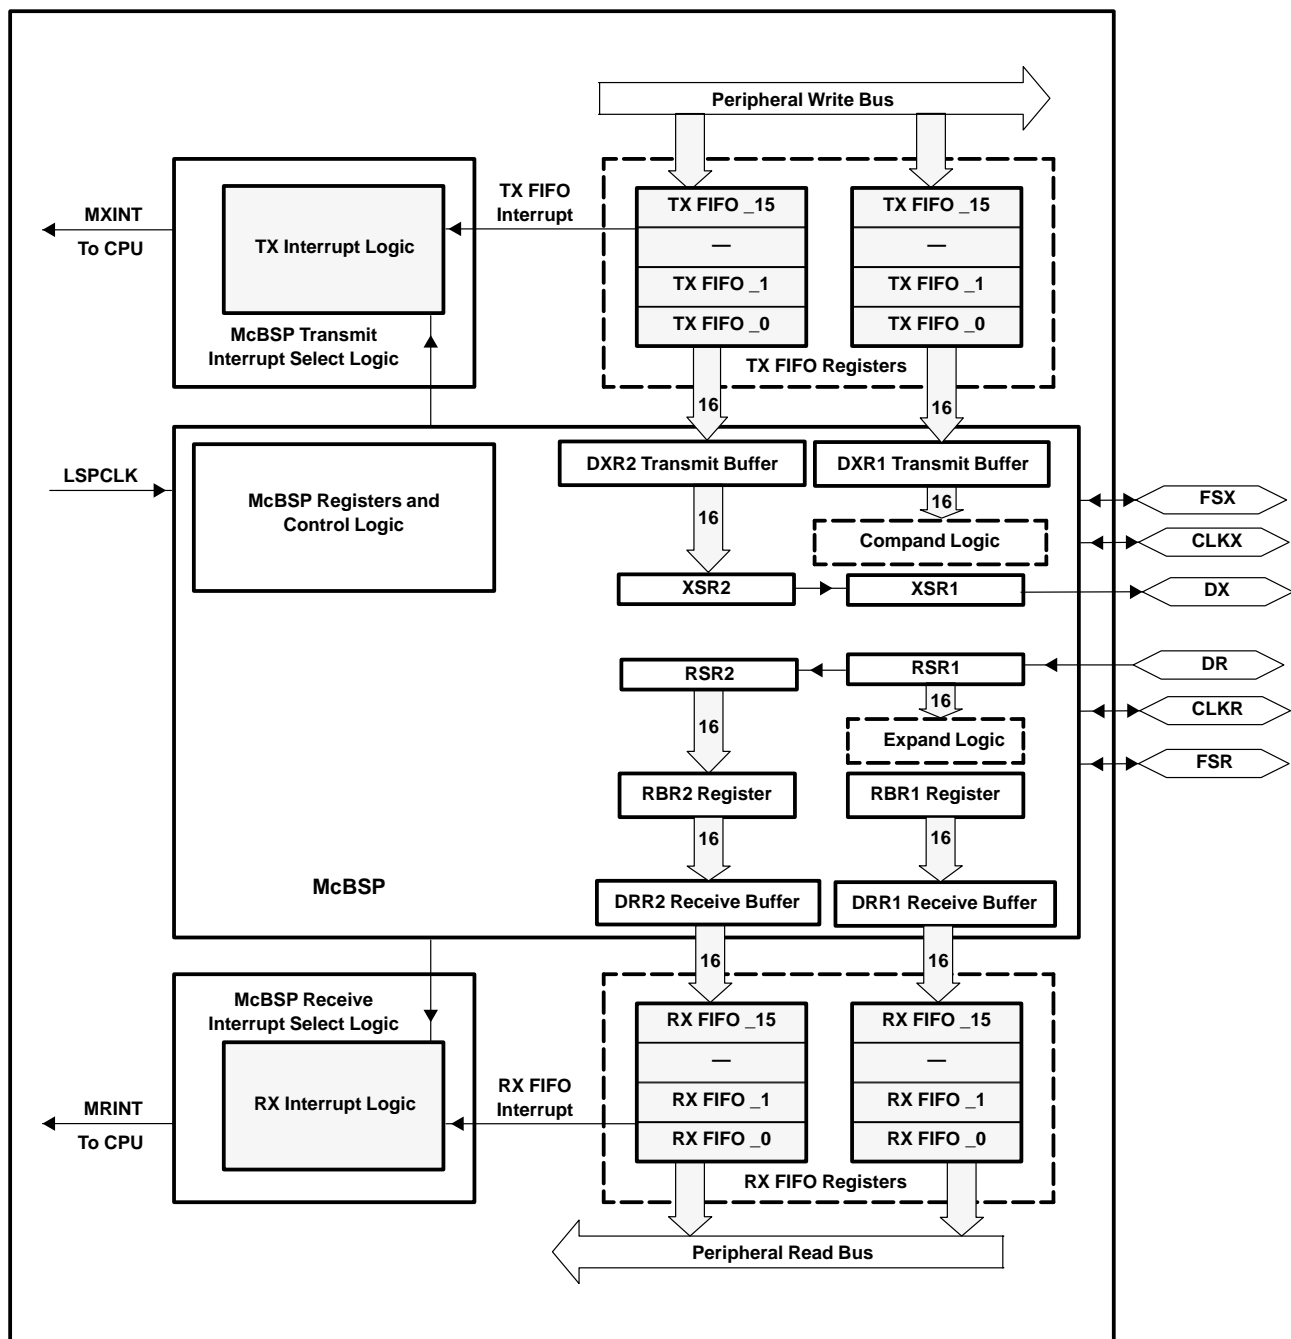 Peripheral Write Bus
TX FIFO
Interrupt
MXINT
To CPU
TX Interrupt Logic
McBSP Transmit
Interrupt Select Logic
TX FIFO _15
—
TX FIFO _1
TX FIFO _0
TX FIFO _15
—
TX FIFO _1
TX FIFO _0
TX FIFO Registers
16
16
LSPCLK
McBSP Registers and
Control Logic
DXR2 Transmit Buffer
DXR1 Transmit Buffer
16
16
Compand Logic
XSR2
XSR1
FSX
CLKX
DX
RSR2
RSR1
DR
16
16
Expand Logic
CLKR
FSR
RBR2 Register
RBR1 Register
16
16
McBSP
DRR2 Receive Buffer
DRR1 Receive Buffer
16
16
McBSP Receive
Interrupt Select Logic
RX Interrupt Logic
MRINT
To CPU
RX FIFO
Interrupt
RX FIFO _15
—
RX FIFO _1
RX FIFO _0
RX FIFO _15
—
RX FIFO _1
RX FIFO _0
RX FIFO Registers
Peripheral Read Bus